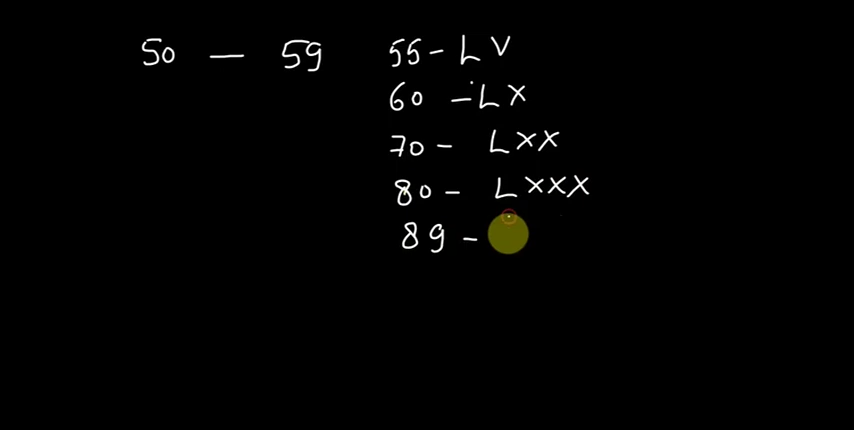 50 — 59 55 - LV
60 - LX
70 - LXX
80 - LXXX
89 -